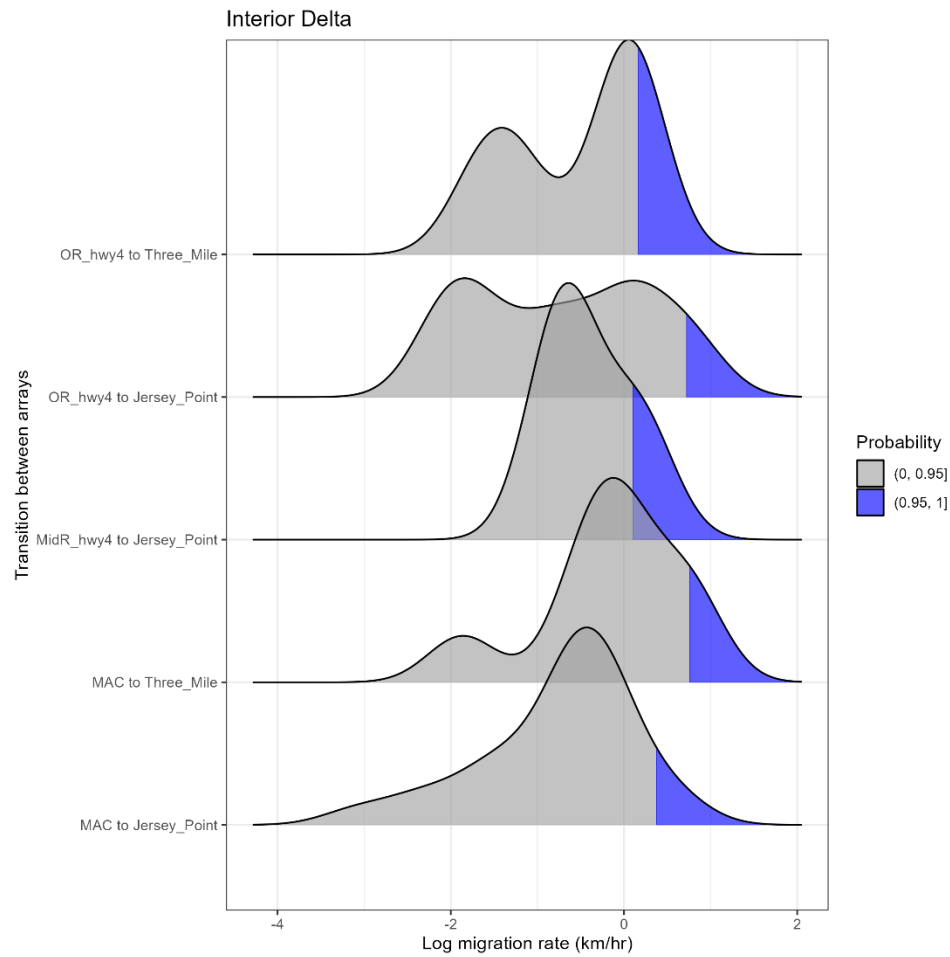 Interior Delta
OR_hwy4 to Three_Mile
OR_hwy4 to Jersey_Point
MidR_hwy4 to Jersey_Point
MAC to Three_Mile
MAC to Jersey_Point
Transition between arrays
-4
-2
0
2
Log migration rate (km/hr)
Probability
(0, 0.95]
(0.95, 1]